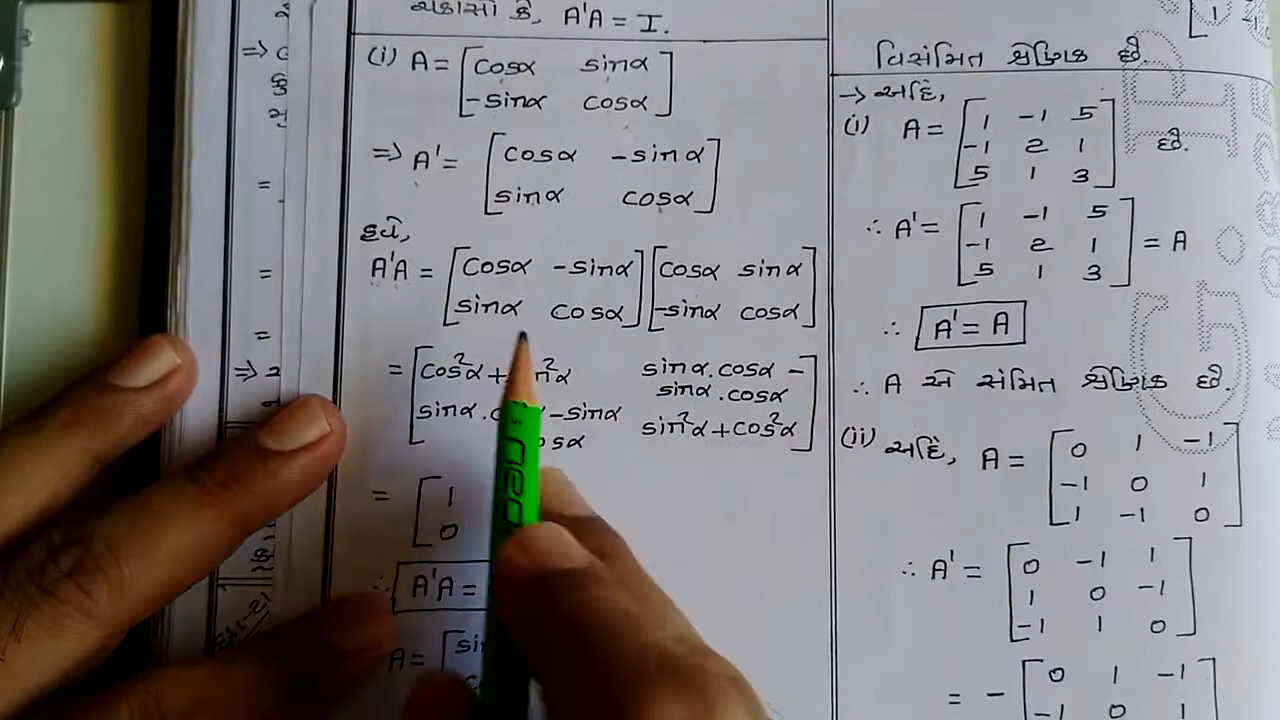 ચકાસો કે, A'A = I.
(i) A = [cosα sinα
-sinα cosα]
=> A' = [cosα -sinα
sinα cosα]
હવે,
A'A = [cosα -sinα] [cosα sinα]
[sinα cosα] [-sinα cosα]
= [cos²α + sin²α sinα.cosα -
sinα.cosα
sinα. -sinα sin²α + cos²α]
= [1
0
∴ A'A =
A =
વિસંમિત શ્રેણિક છે.
→ અહિં,
(i) A = [1 -1 5
-1 2 1
5 1 3] છે.
∴ A' = [1 -1 5
-1 2 1
5 1 3] = A
∴ A' = A
∴ A એ સંમિત શ્રેણિક છે.
(ii) અહિં, A = [0 1 -1
-1 0 1
1 -1 0]
∴ A' = [0 -1 1
1 0 -1
-1 1 0]
= - [0 1 -1
-1 0 1
neo